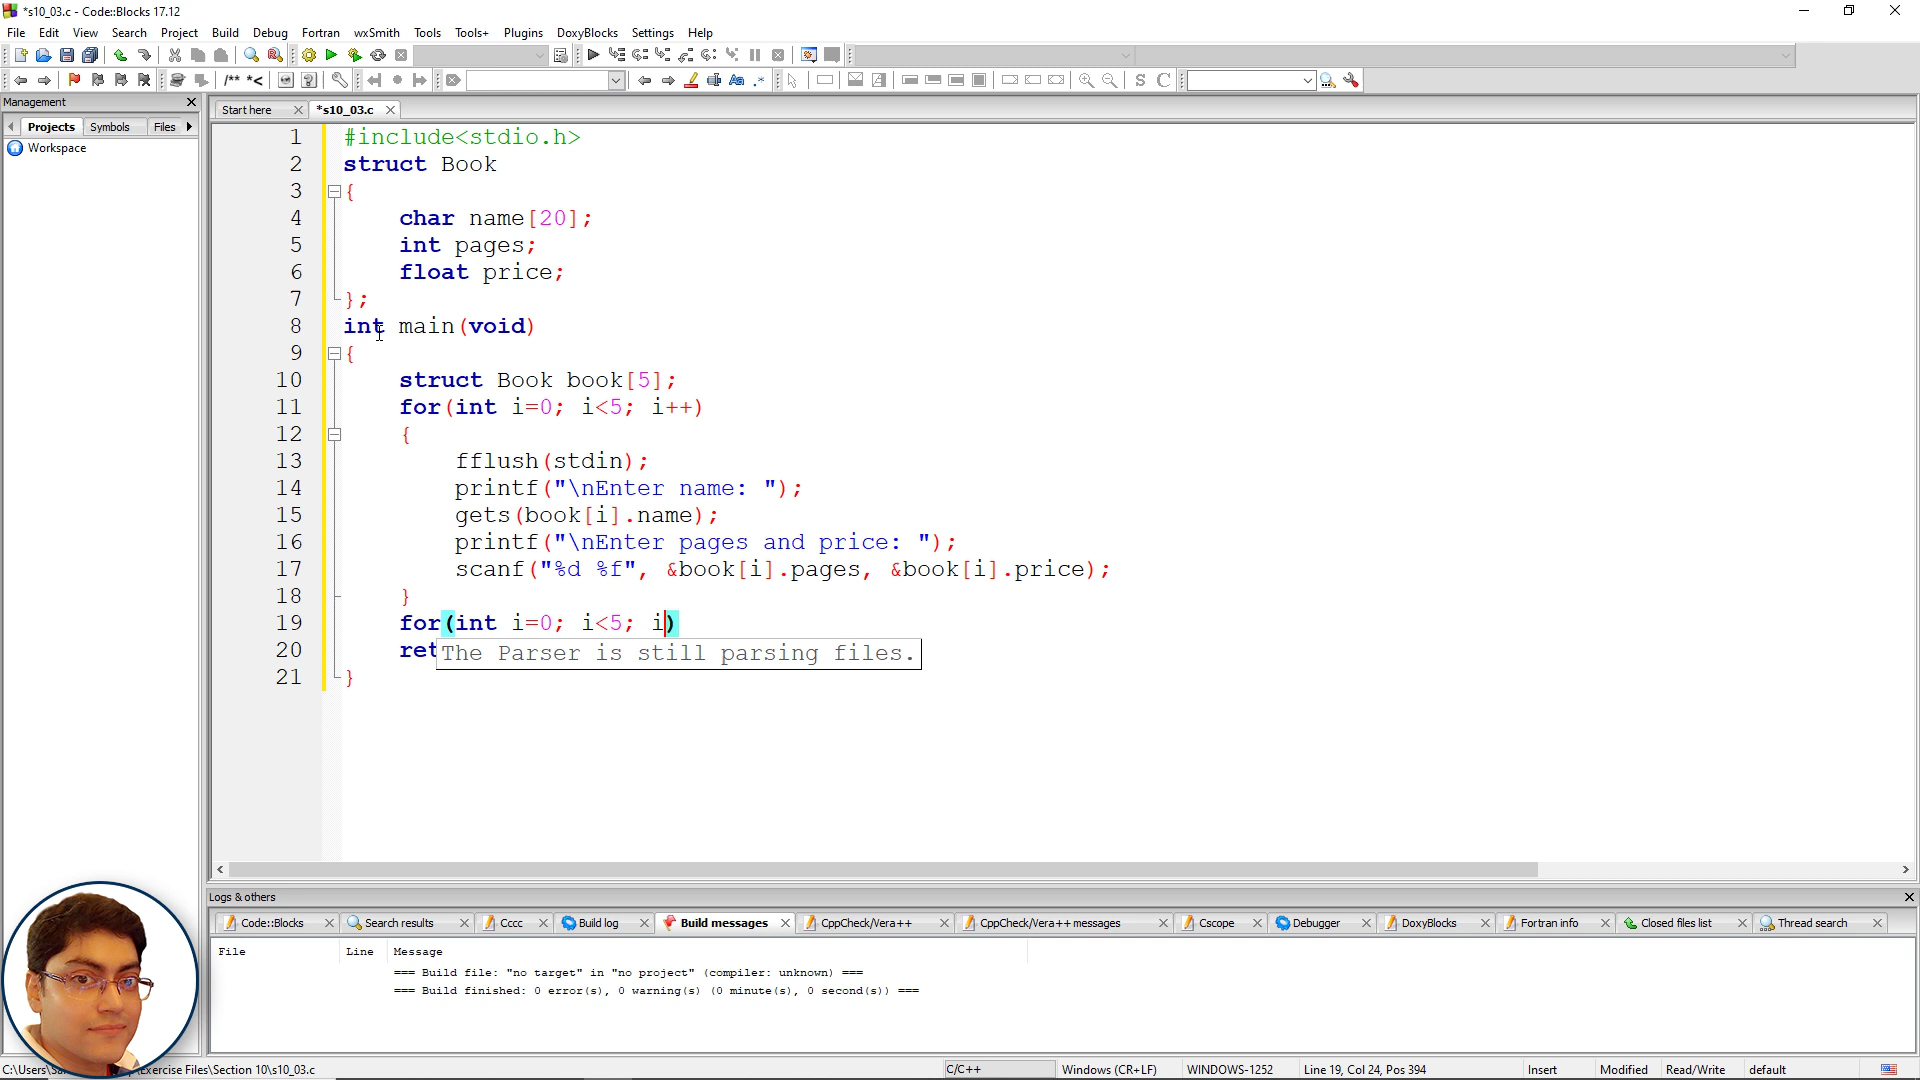 *s10_03.c - Code::Blocks 17.12
File Edit View Search Project Build Debug Fortran wxSmith Tools Tools+ Plugins DoxyBlocks Settings Help
/** *<
.*
S C
Management
Projects Symbols Files
Workspace
Start here *s10_03.c
1 #include<stdio.h>
2 struct Book
3 {
4 char name[20];
5 int pages;
6 float price;
7 };
8 int main(void)
9 {
10 struct Book book[5];
11 for(int i=0; i<5; i++)
12 {
13 fflush(stdin);
14 printf("\nEnter name: ");
15 gets(book[i].name);
16 printf("\nEnter pages and price: ");
17 scanf("%d %f", &book[i].pages, &book[i].price);
18 }
19 for(int i=0; i<5; i)
20 ret
The Parser is still parsing files.
21 }
Logs & others
Code::Blocks Search results Cccc Build log Build messages CppCheck/Vera++ CppCheck/Vera++ messages Cscope Debugger DoxyBlocks Fortran info Closed files list Thread search
File Line Message
=== Build file: "no target" in "no project" (compiler: unknown) ===
=== Build finished: 0 error(s), 0 warning(s) (0 minute(s), 0 second(s)) ===
Exercise Files\Section 10\s10_03.c C/C++ Windows (CR+LF) WINDOWS-1252 Line 19, Col 24, Pos 394 Insert Modified Read/Write default